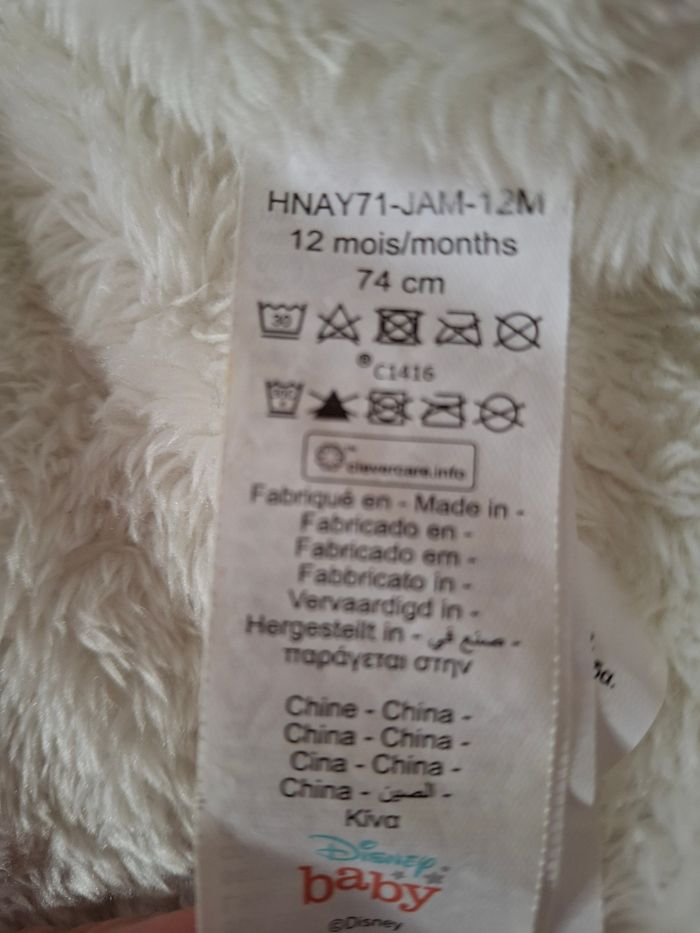 HNAY71-JAM-12M
12 mois/months
74 cm
30
®C1416
clevercare.info
Fabriqué en - Made in -
Fabricado en -
Fabricado em -
Fabbricato in -
Vervaardigd in -
Hergestellt in - صنع في -
παράγεται στην
Chine - China -
China - China -
Cina - China -
China - الصين -
Κίνα
Disney
baby
©Disney